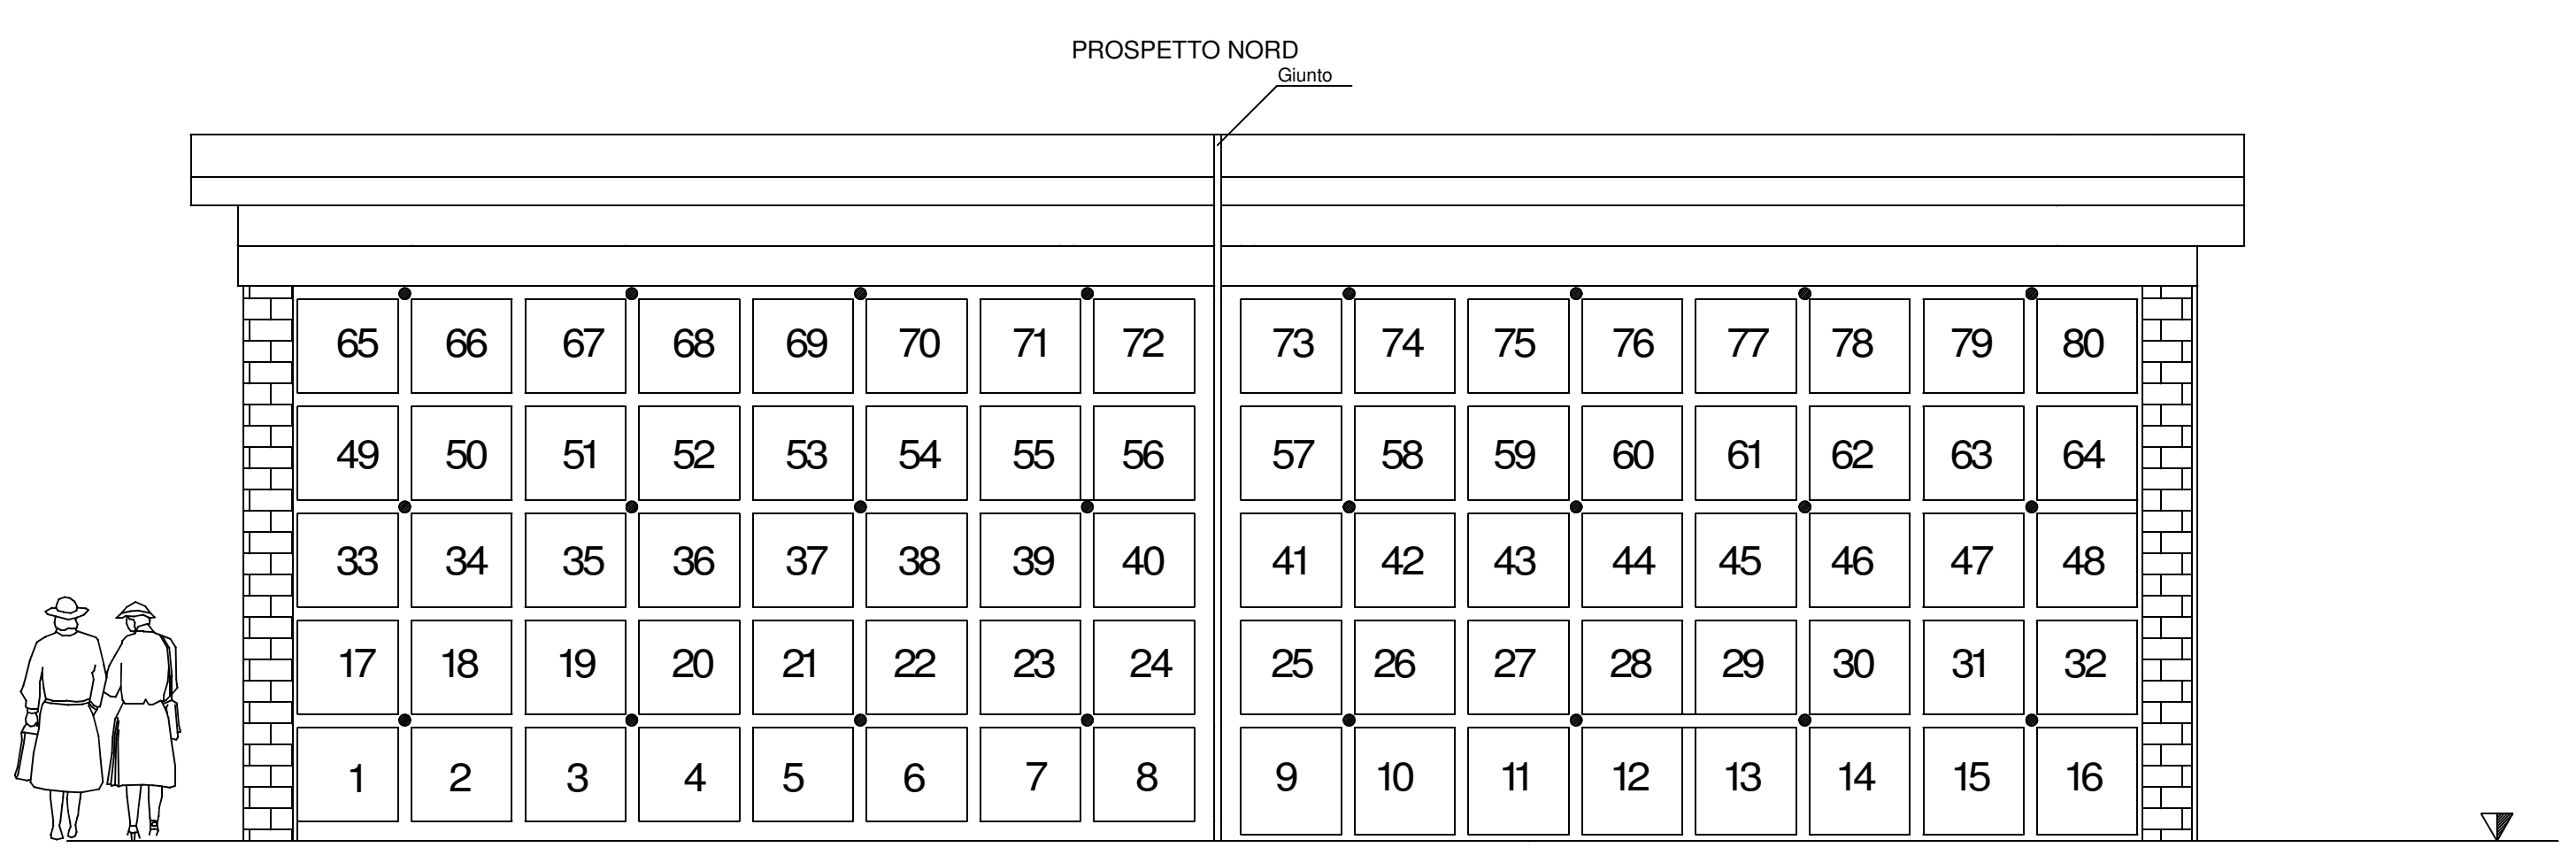 PROSPETTO NORD
Giunto
65 66 67 68 69 70 71 72 73 74 75 76 77 78 79 80
49 50 51 52 53 54 55 56 57 58 59 60 61 62 63 64
33 34 35 36 37 38 39 40 41 42 43 44 45 46 47 48
17 18 19 20 21 22 23 24 25 26 27 28 29 30 31 32
1 2 3 4 5 6 7 8 9 10 11 12 13 14 15 16